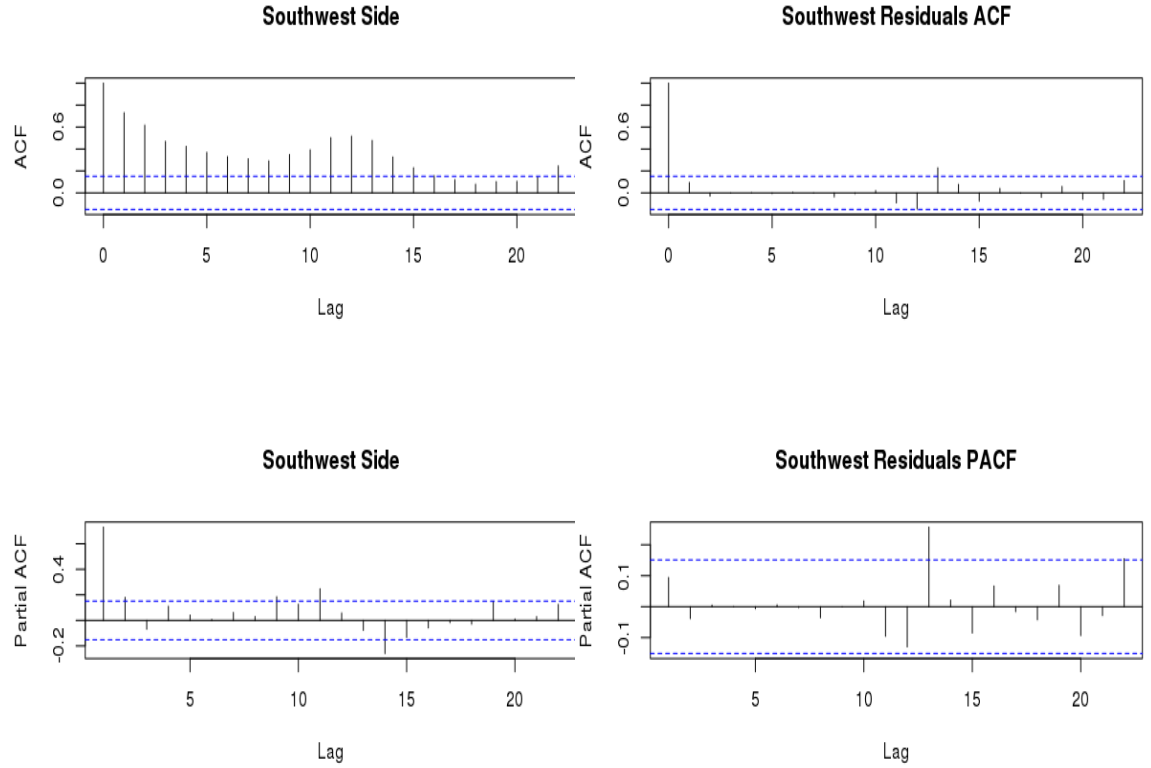 Southwest Side
ACF
0.0 0.6
0 5 10 15 20
Lag
Southwest Residuals ACF
ACF
0.0 0.6
0 5 10 15 20
Lag
Southwest Side
Partial ACF
-0.2 0.4
5 10 15 20
Lag
Southwest Residuals PACF
Partial ACF
-0.1 0.1
5 10 15 20
Lag